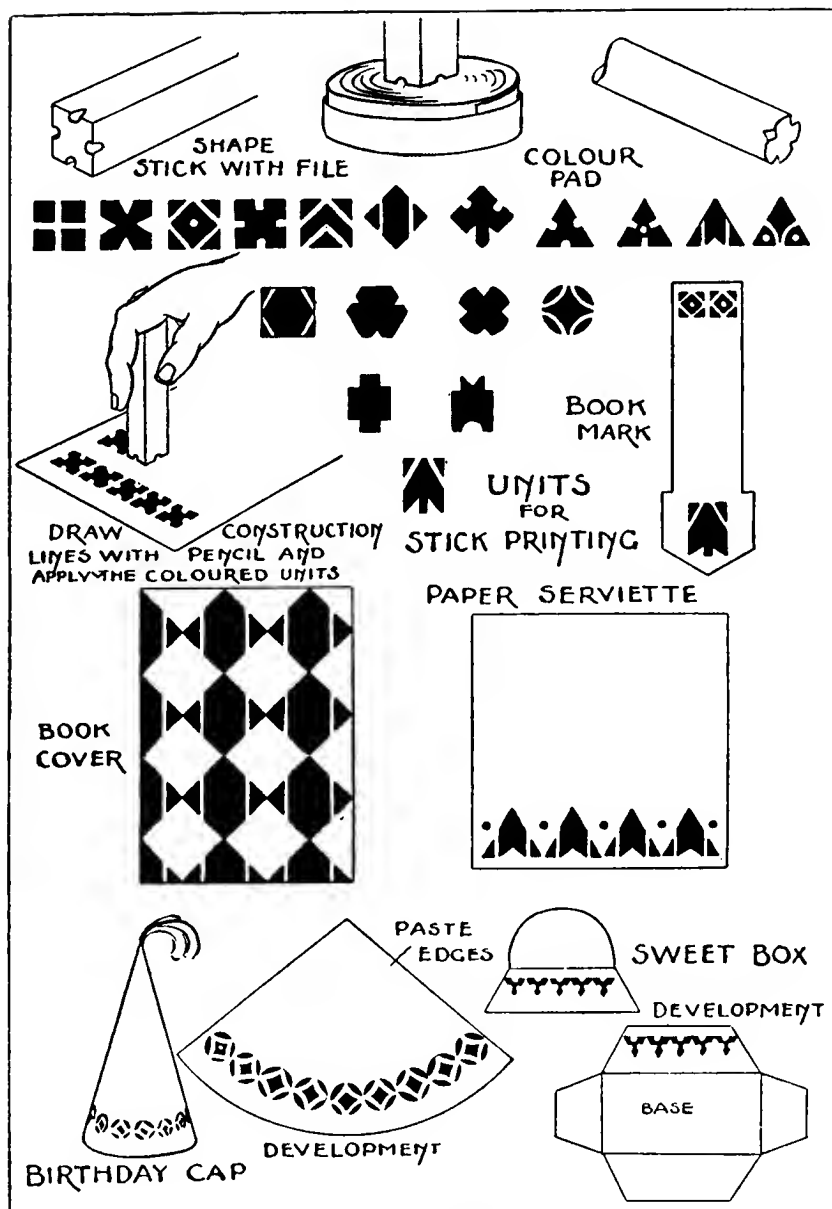 SHAPE
STICK WITH FILE
COLOUR
PAD
BOOK
MARK
UNITS
FOR
STICK PRINTING
DRAW CONSTRUCTION
LINES WITH PENCIL AND
APPLY THE COLOURED UNITS
PAPER SERVIETTE
BOOK
COVER
PASTE
EDGES
SWEET BOX
DEVELOPMENT
BASE
DEVELOPMENT
BIRTHDAY CAP